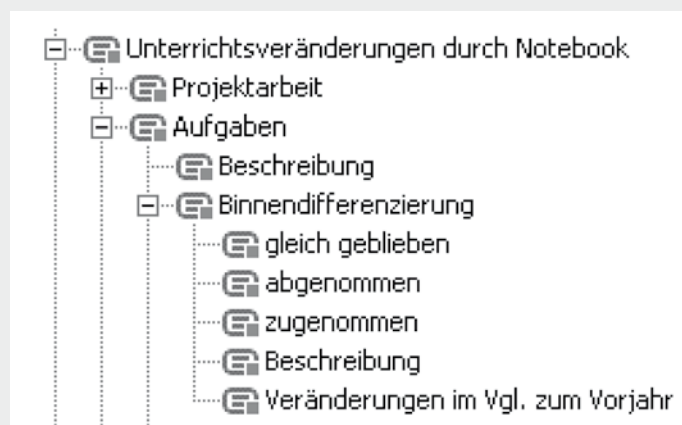 Unterrichtsveränderungen durch Notebook
Projektarbeit
Aufgaben
Beschreibung
Binnendifferenzierung
gleich geblieben
abgenommen
zugenommen
Beschreibung
Veränderungen im Vgl. zum Vorjahr